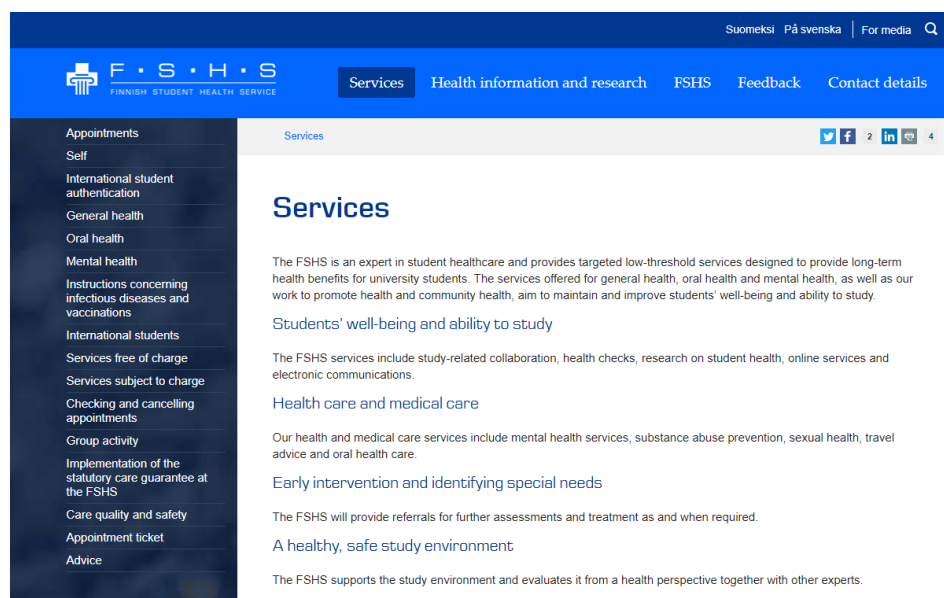 Suomeksi På svenska For media
F • S • H • S
FINNISH STUDENT HEALTH SERVICE
Services Health information and research FSHS Feedback Contact details
Appointments
Self
International student
authentication
General health
Oral health
Mental health
Instructions concerning
infectious diseases and
vaccinations
International students
Services free of charge
Services subject to charge
Checking and cancelling
appointments
Group activity
Implementation of the
statutory care guarantee at
the FSHS
Care quality and safety
Appointment ticket
Advice
Services
f 2 in 4
Services
The FSHS is an expert in student healthcare and provides targeted low-threshold services designed to provide long-term
health benefits for university students. The services offered for general health, oral health and mental health, as well as our
work to promote health and community health, aim to maintain and improve students' well-being and ability to study.
Students' well-being and ability to study
The FSHS services include study-related collaboration, health checks, research on student health, online services and
electronic communications.
Health care and medical care
Our health and medical care services include mental health services, substance abuse prevention, sexual health, travel
advice and oral health care.
Early intervention and identifying special needs
The FSHS will provide referrals for further assessments and treatment as and when required.
A healthy, safe study environment
The FSHS supports the study environment and evaluates it from a health perspective together with other experts.